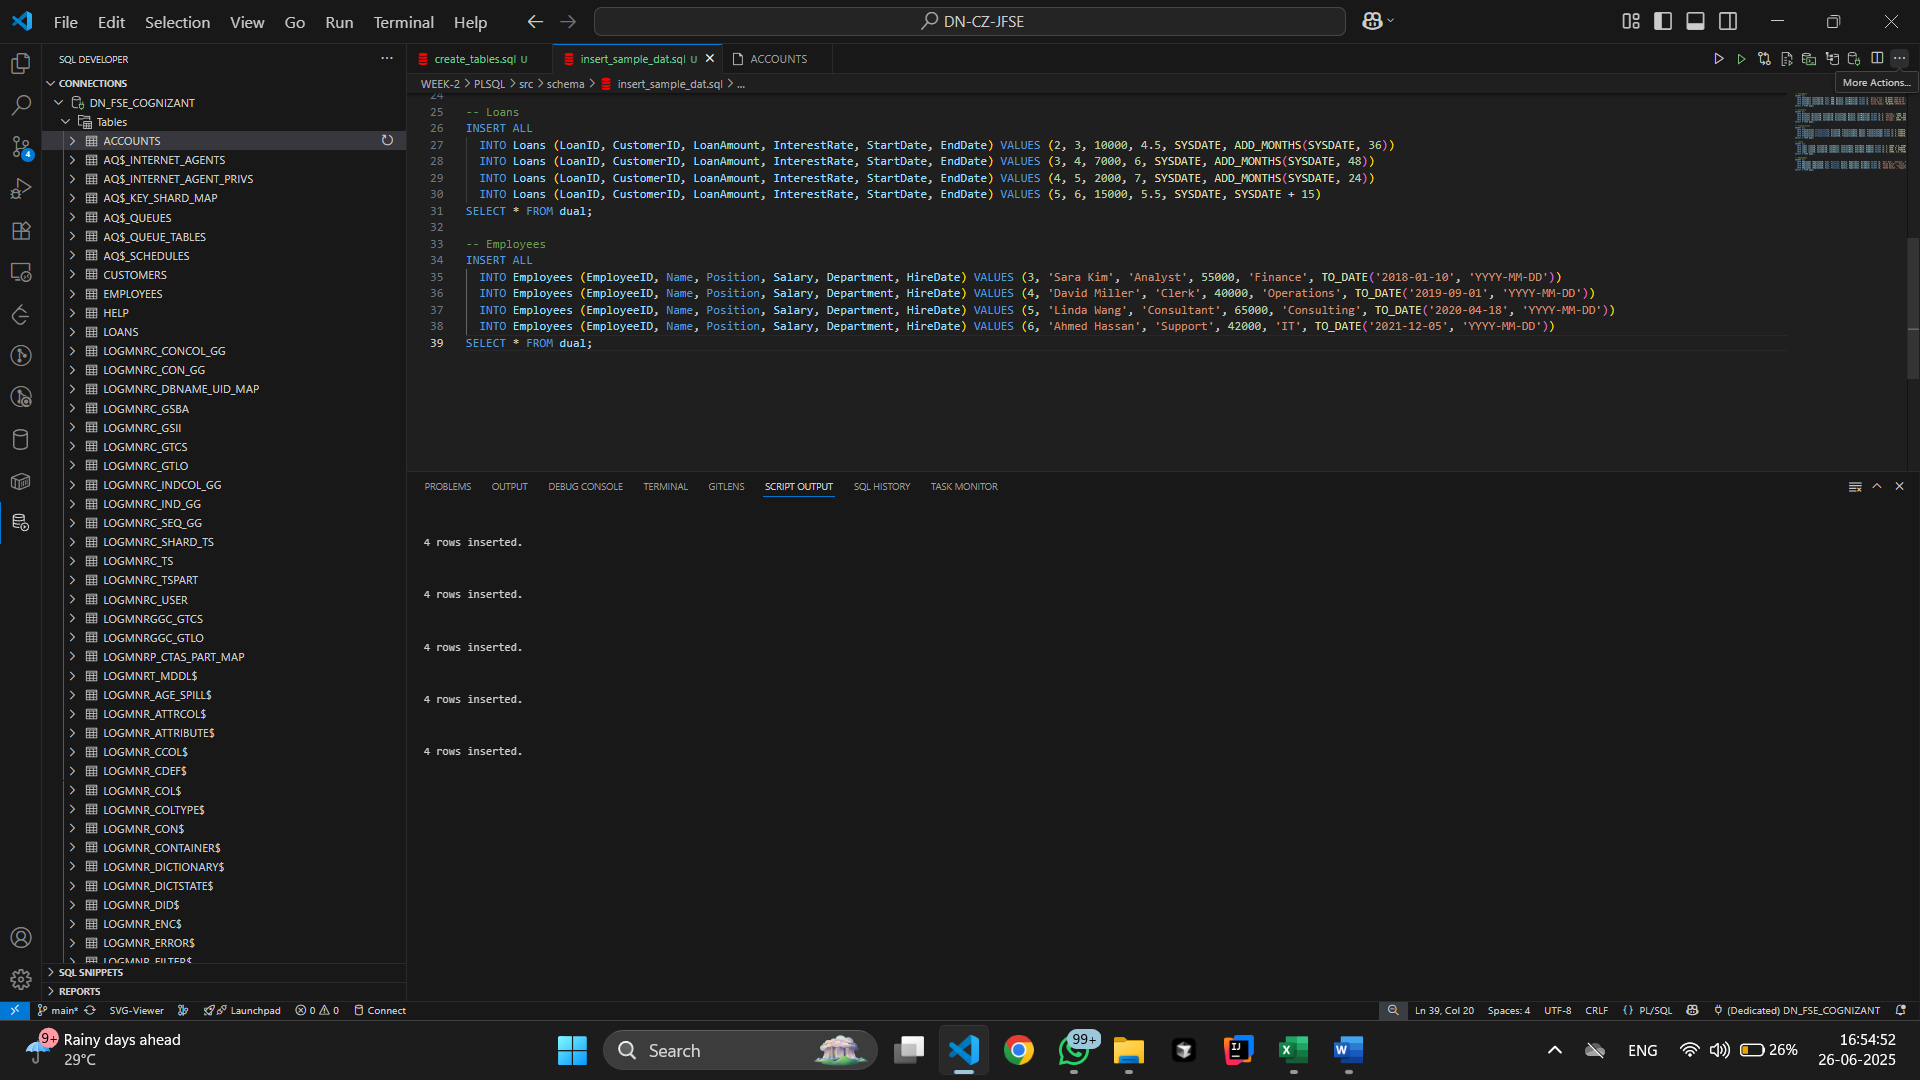 File Edit Selection View Go Run Terminal Help
DN-CZ-JFSE
SQL DEVELOPER
CONNECTIONS
DN_FSE_COGNIZANT
Tables
ACCOUNTS
AQ$_INTERNET_AGENTS
AQ$_INTERNET_AGENT_PRIVS
AQ$_KEY_SHARD_MAP
AQ$_QUEUES
AQ$_QUEUE_TABLES
AQ$_SCHEDULES
CUSTOMERS
EMPLOYEES
HELP
LOANS
LOGMNRC_CONCOL_GG
LOGMNRC_CON_GG
LOGMNRC_DBNAME_UID_MAP
LOGMNRC_GSBA
LOGMNRC_GSII
LOGMNRC_GTCS
LOGMNRC_GTLO
LOGMNRC_INDCOL_GG
LOGMNRC_IND_GG
LOGMNRC_SEQ_GG
LOGMNRC_SHARD_TS
LOGMNRC_TS
LOGMNRC_TSPART
LOGMNRC_USER
LOGMNRGGC_GTCS
LOGMNRGGC_GTLO
LOGMNRP_CTAS_PART_MAP
LOGMNRT_MDDL$
LOGMNR_AGE_SPILL$
LOGMNR_ATTRCOL$
LOGMNR_ATTRIBUTE$
LOGMNR_CCOL$
LOGMNR_CDEF$
LOGMNR_COL$
LOGMNR_COLTYPE$
LOGMNR_CON$
LOGMNR_CONTAINER$
LOGMNR_DICTIONARY$
LOGMNR_DICTSTATE$
LOGMNR_DID$
LOGMNR_ENC$
LOGMNR_ERROR$
LOGMNR_FILTER$
SQL SNIPPETS
REPORTS
4
create_tables.sql U
insert_sample_dat.sql U
ACCOUNTS
More Actions...
WEEK-2 > PLSQL > src > schema > insert_sample_dat.sql > ...
24
25 -- Loans
26 INSERT ALL
27 INTO Loans (LoanID, CustomerID, LoanAmount, InterestRate, StartDate, EndDate) VALUES (2, 3, 10000, 4.5, SYSDATE, ADD_MONTHS(SYSDATE, 36))
28 INTO Loans (LoanID, CustomerID, LoanAmount, InterestRate, StartDate, EndDate) VALUES (3, 4, 7000, 6, SYSDATE, ADD_MONTHS(SYSDATE, 48))
29 INTO Loans (LoanID, CustomerID, LoanAmount, InterestRate, StartDate, EndDate) VALUES (4, 5, 2000, 7, SYSDATE, ADD_MONTHS(SYSDATE, 24))
30 INTO Loans (LoanID, CustomerID, LoanAmount, InterestRate, StartDate, EndDate) VALUES (5, 6, 15000, 5.5, SYSDATE, SYSDATE + 15)
31 SELECT * FROM dual;
32
33 -- Employees
34 INSERT ALL
35 INTO Employees (EmployeeID, Name, Position, Salary, Department, HireDate) VALUES (3, 'Sara Kim', 'Analyst', 55000, 'Finance', TO_DATE('2018-01-10', 'YYYY-MM-DD'))
36 INTO Employees (EmployeeID, Name, Position, Salary, Department, HireDate) VALUES (4, 'David Miller', 'Clerk', 40000, 'Operations', TO_DATE('2019-09-01', 'YYYY-MM-DD'))
37 INTO Employees (EmployeeID, Name, Position, Salary, Department, HireDate) VALUES (5, 'Linda Wang', 'Consultant', 65000, 'Consulting', TO_DATE('2020-04-18', 'YYYY-MM-DD'))
38 INTO Employees (EmployeeID, Name, Position, Salary, Department, HireDate) VALUES (6, 'Ahmed Hassan', 'Support', 42000, 'IT', TO_DATE('2021-12-05', 'YYYY-MM-DD'))
39 SELECT * FROM dual;
PROBLEMS OUTPUT DEBUG CONSOLE TERMINAL GITLENS SCRIPT OUTPUT SQL HISTORY TASK MONITOR
4 rows inserted.
4 rows inserted.
4 rows inserted.
4 rows inserted.
4 rows inserted.
main* SVG-Viewer Launchpad 0 0 Connect
Ln 39, Col 20 Spaces: 4 UTF-8 CRLF {} PL/SQL (Dedicated) DN_FSE_COGNIZANT
9+
Rainy days ahead
29°C
Search
99+
ENG
26%
16:54:52
26-06-2025